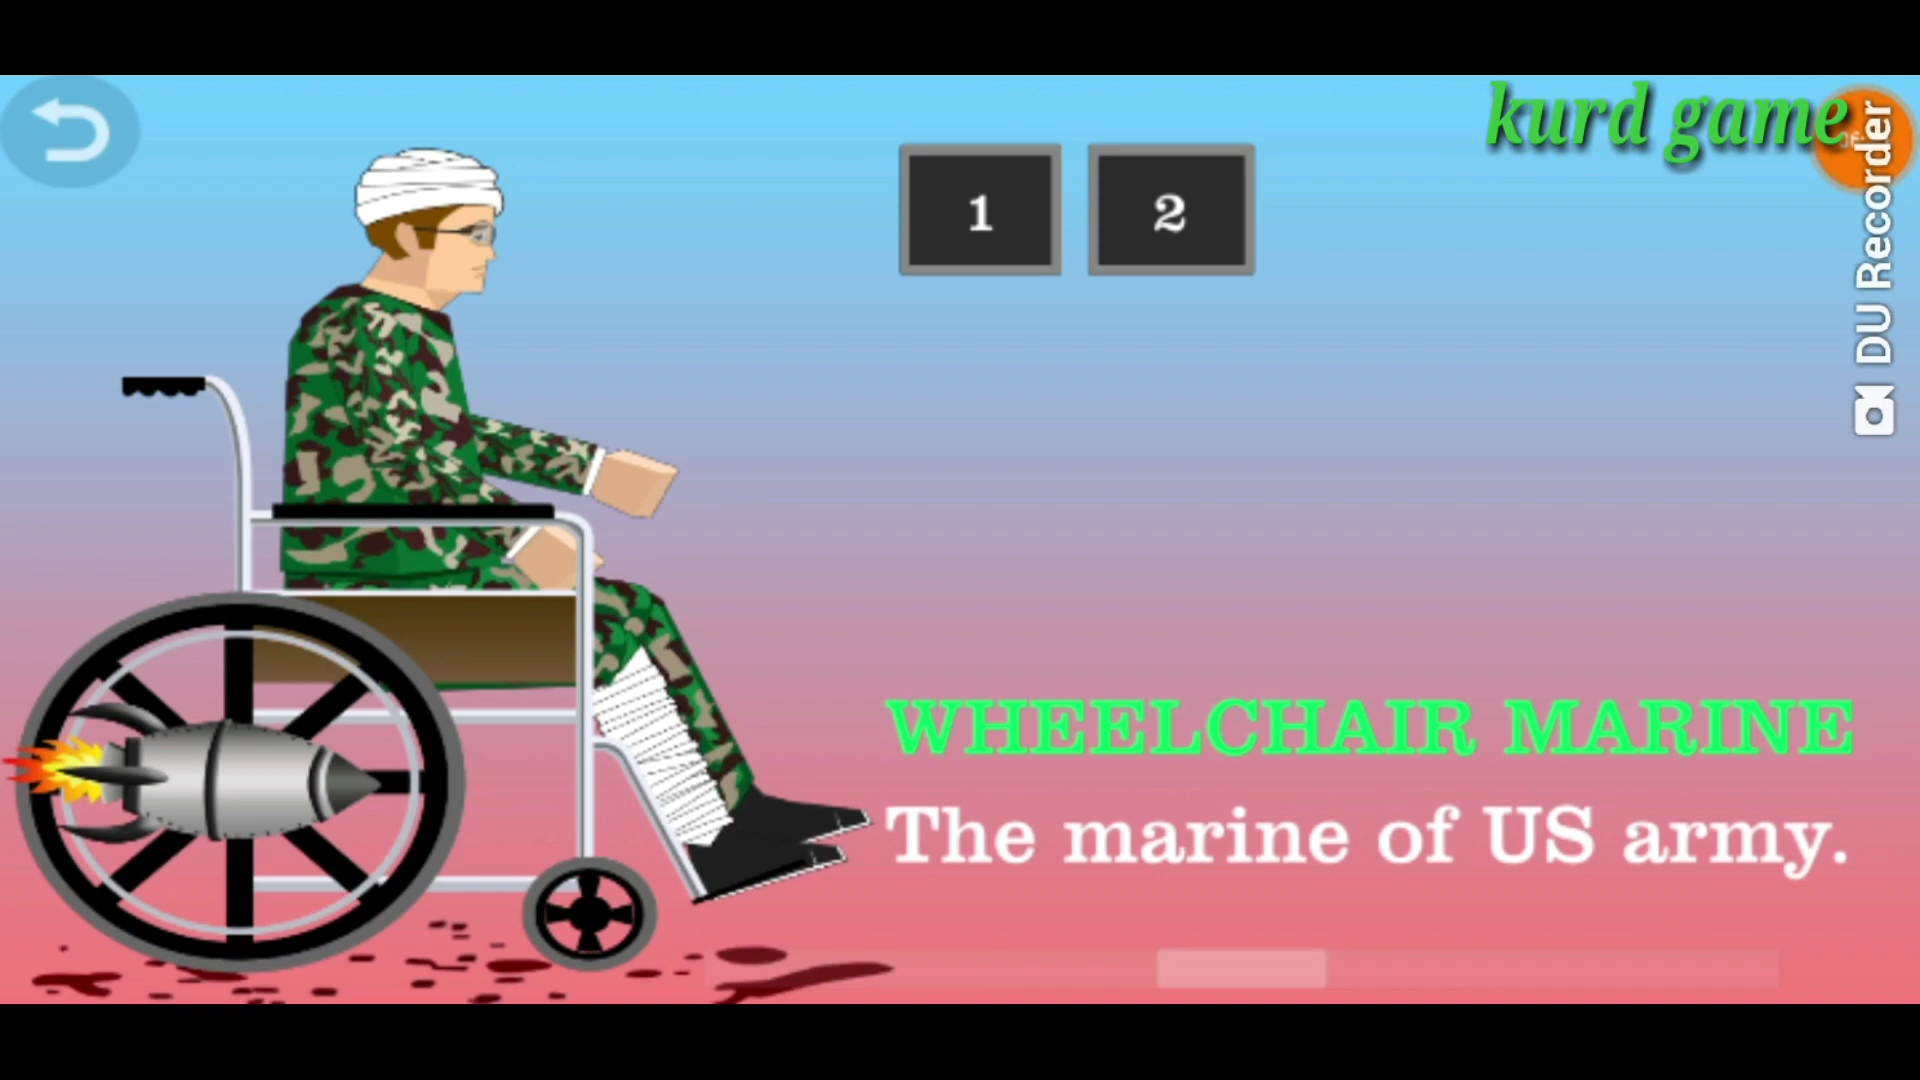 kurd game
DU Recorder
1 2
WHEELCHAIR MARINE
The marine of US army.